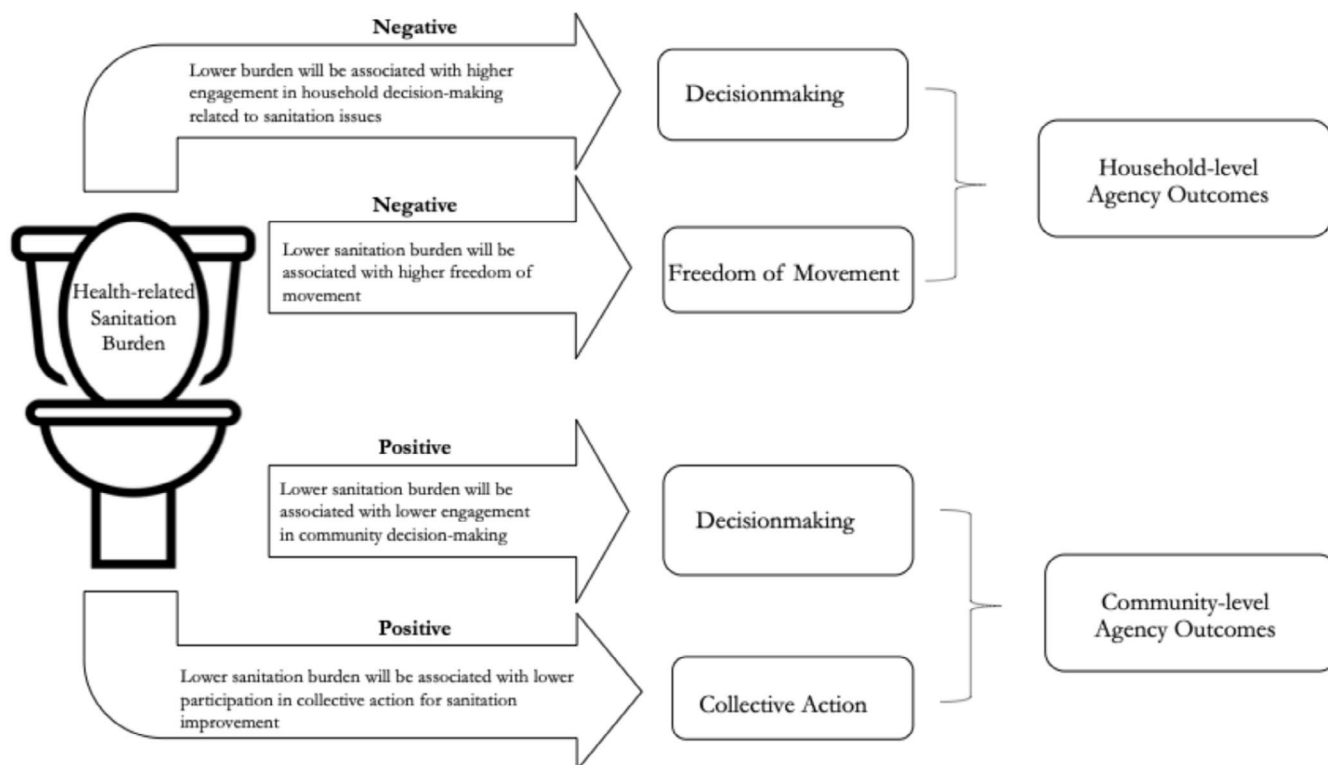 Negative
Lower burden will be associated with higher
engagement in household decision-making
related to sanitation issues
Decisionmaking
Household-level
Agency Outcomes
Negative
Lower sanitation burden will be
associated with higher freedom of
movement
Freedom of Movement
Health-related
Sanitation
Burden
Positive
Lower sanitation burden will be
associated with lower engagement
in community decision-making
Decisionmaking
Community-level
Agency Outcomes
Positive
Lower sanitation burden will be associated with lower
participation in collective action for sanitation
improvement
Collective Action